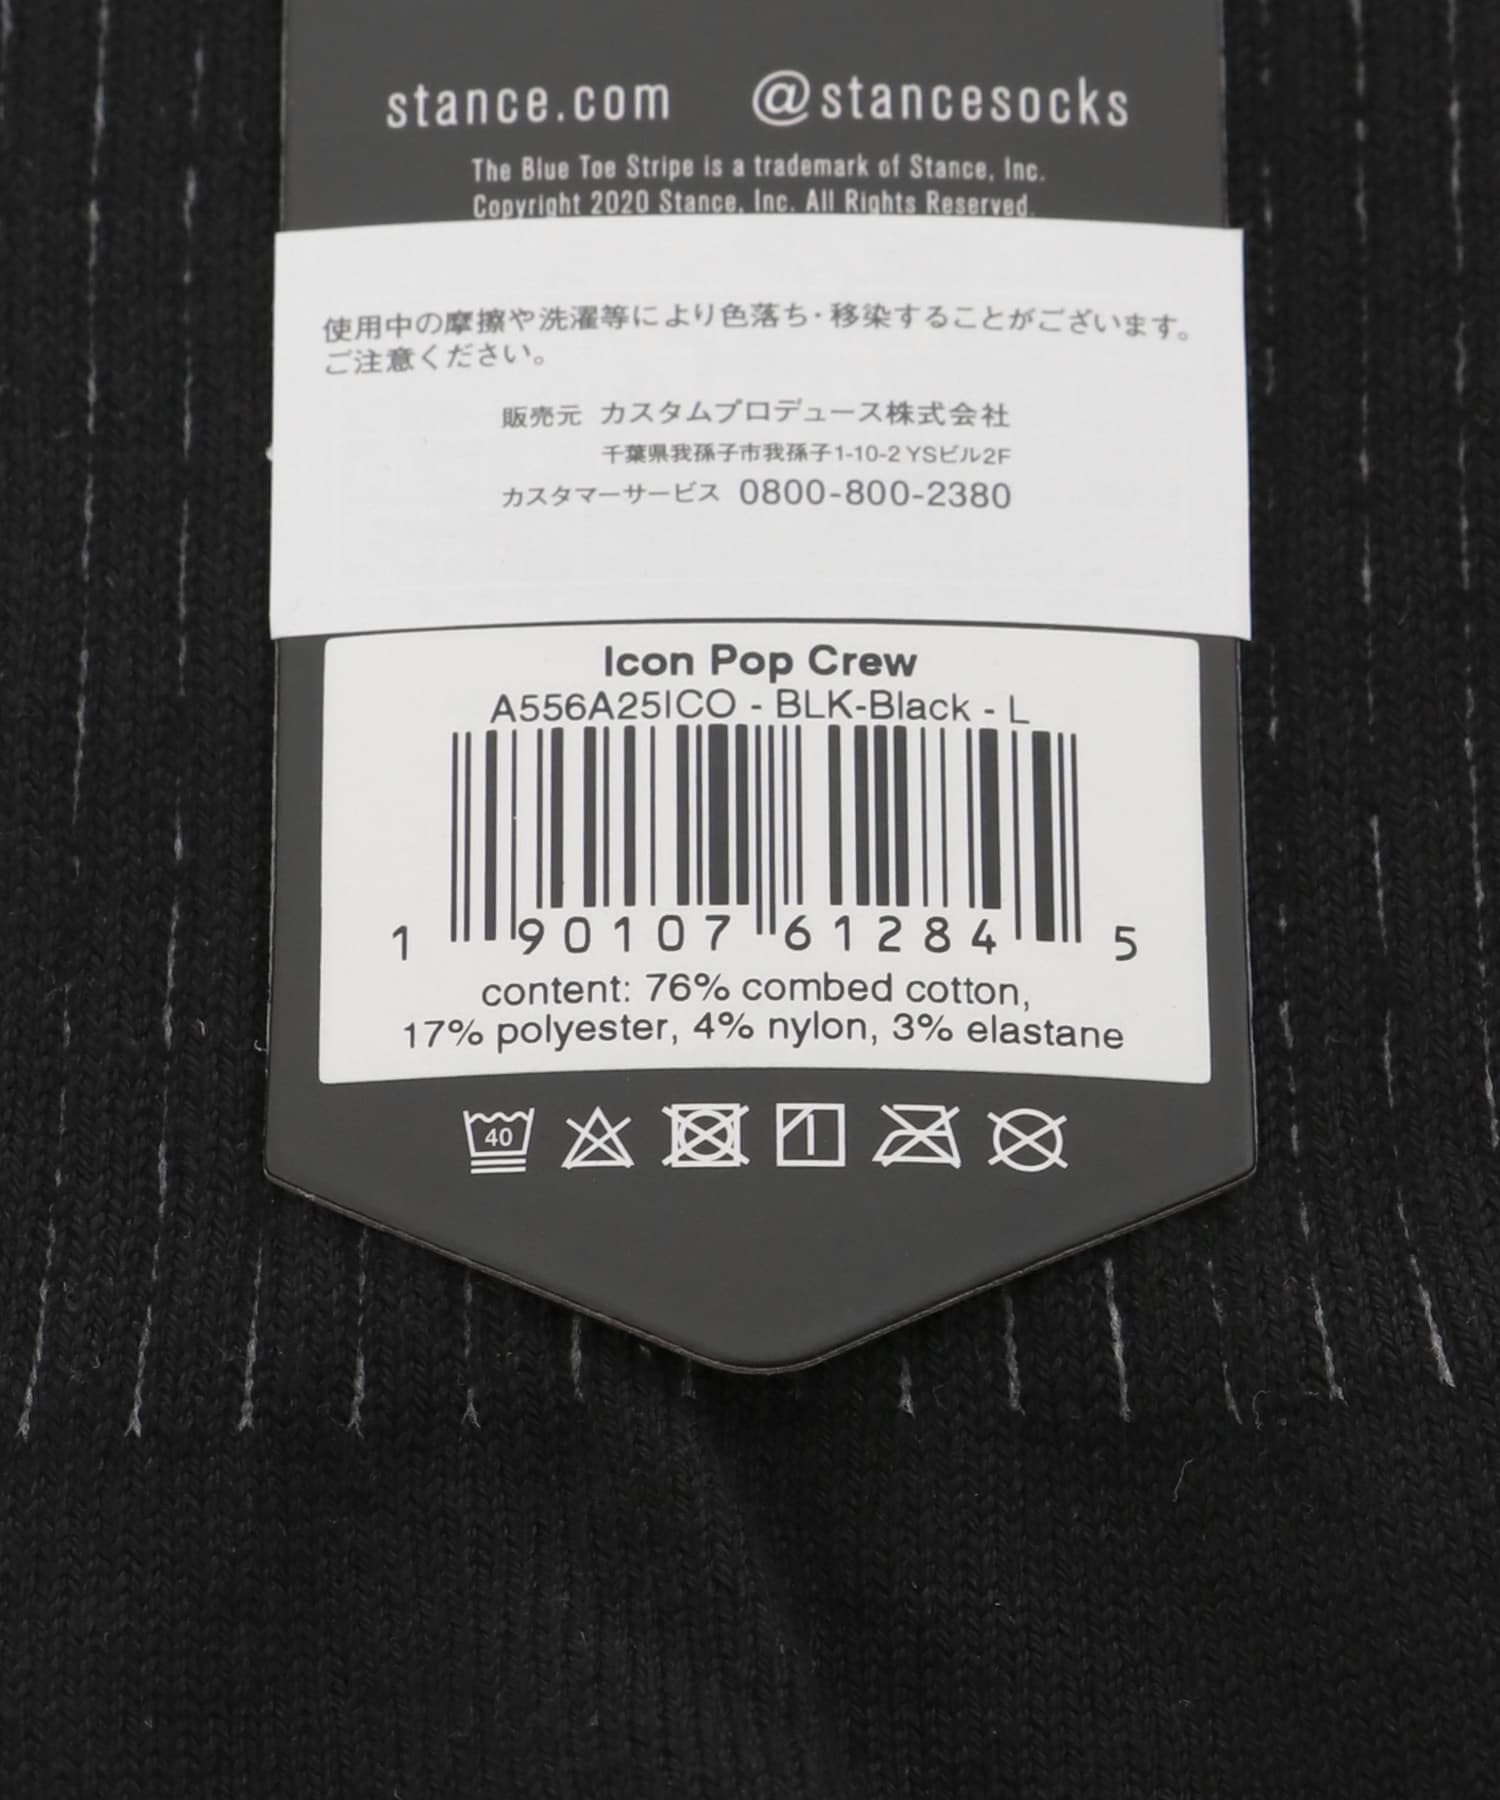 stance.com @stancesocks
The Blue Toe Stripe is a trademark of Stance, Inc.
Copyright 2020 Stance, Inc. All Rights Reserved.
使用中の摩擦や洗濯等により色落ち・移染することがございます。
ご注意ください。
販売元 カスタムプロデュース株式会社
千葉県我孫子市我孫子1-10-2 YSビル2F
カスタマーサービス 0800-800-2380
Icon Pop Crew
A556A25ICO - BLK-Black - L
1 90107 61284 5
content: 76% combed cotton,
17% polyester, 4% nylon, 3% elastane
40